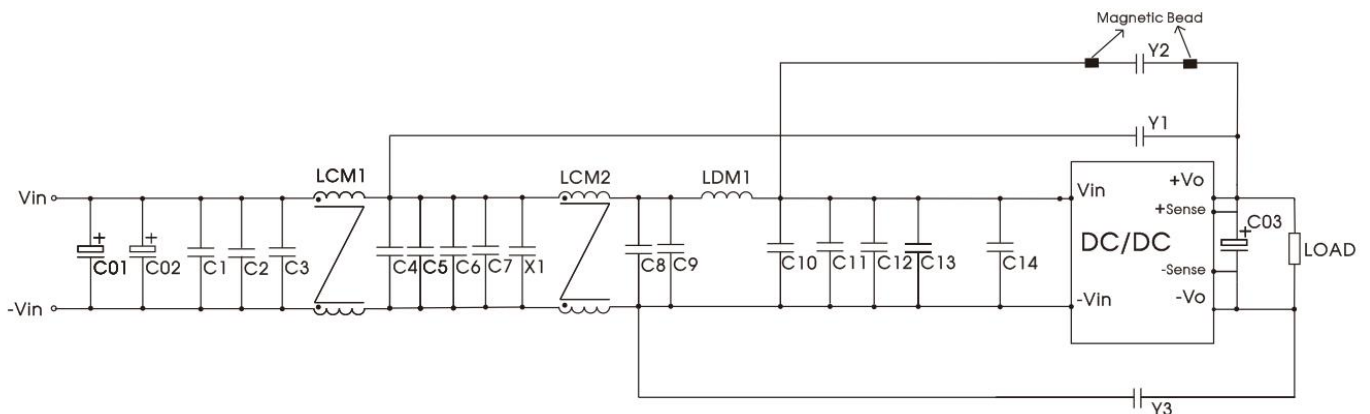 Magnetic Bead
Y2
Y1
LCM1
LCM2
LDM1
Vin
Vin
+Vo
+Sense
+
C01
+
C02
C1
C2
C3
C4
C5
C6
C7
X1
C8
C9
C10
C11
C12
C13
C14
DC/DC
+
C03
LOAD
-Sense
-Vin
-Vin
-Vo
Y3